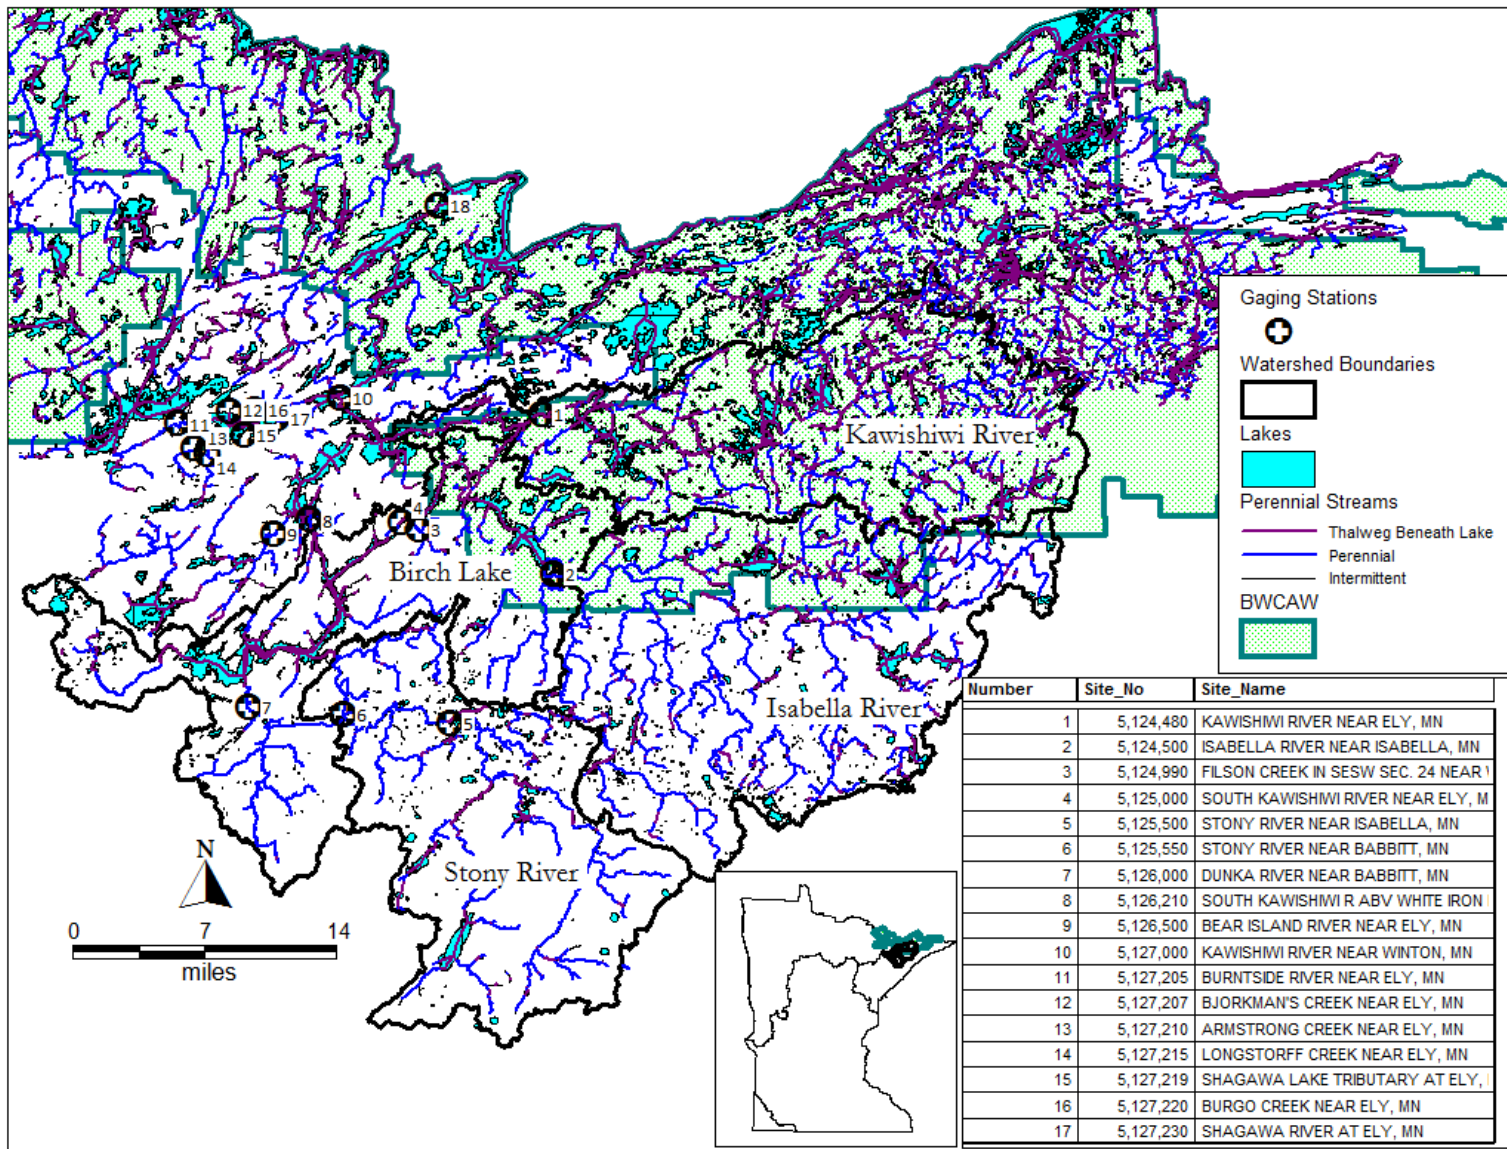 18
10
1
12 16 17
11
13
15
14
Kawishiwi River
4
8
3
9
Birch Lake
2
7
6
5
Isabella River
Stony River
N
0 7 14
miles
Gaging Stations
Watershed Boundaries
Lakes
Perennial Streams
Thalweg Beneath Lake
Perennial
Intermittent
BWCAW
Number Site_No Site_Name
1 5,124,480 KAWISHIWI RIVER NEAR ELY, MN
2 5,124,500 ISABELLA RIVER NEAR ISABELLA, MN
3 5,124,990 FILSON CREEK IN SESW SEC. 24 NEAR
4 5,125,000 SOUTH KAWISHIWI RIVER NEAR ELY, M
5 5,125,500 STONY RIVER NEAR ISABELLA, MN
6 5,125,550 STONY RIVER NEAR BABBITT, MN
7 5,126,000 DUNKA RIVER NEAR BABBITT, MN
8 5,126,210 SOUTH KAWISHIWI R ABV WHITE IRON
9 5,126,500 BEAR ISLAND RIVER NEAR ELY, MN
10 5,127,000 KAWISHIWI RIVER NEAR WINTON, MN
11 5,127,205 BURNTSIDE RIVER NEAR ELY, MN
12 5,127,207 BJORKMAN'S CREEK NEAR ELY, MN
13 5,127,210 ARMSTRONG CREEK NEAR ELY, MN
14 5,127,215 LONGSTORFF CREEK NEAR ELY, MN
15 5,127,219 SHAGAWA LAKE TRIBUTARY AT ELY,
16 5,127,220 BURGO CREEK NEAR ELY, MN
17 5,127,230 SHAGAWA RIVER AT ELY, MN